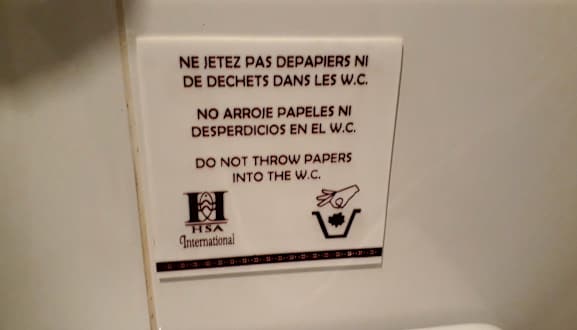 NE JETEZ PAS DEPAPIERS NI
DE DECHETS DANS LES W.C.
NO ARROJE PAPELES NI
DESPERDICIOS EN EL W.C.
DO NOT THROW PAPERS
INTO THE W.C.
H
HSA
International